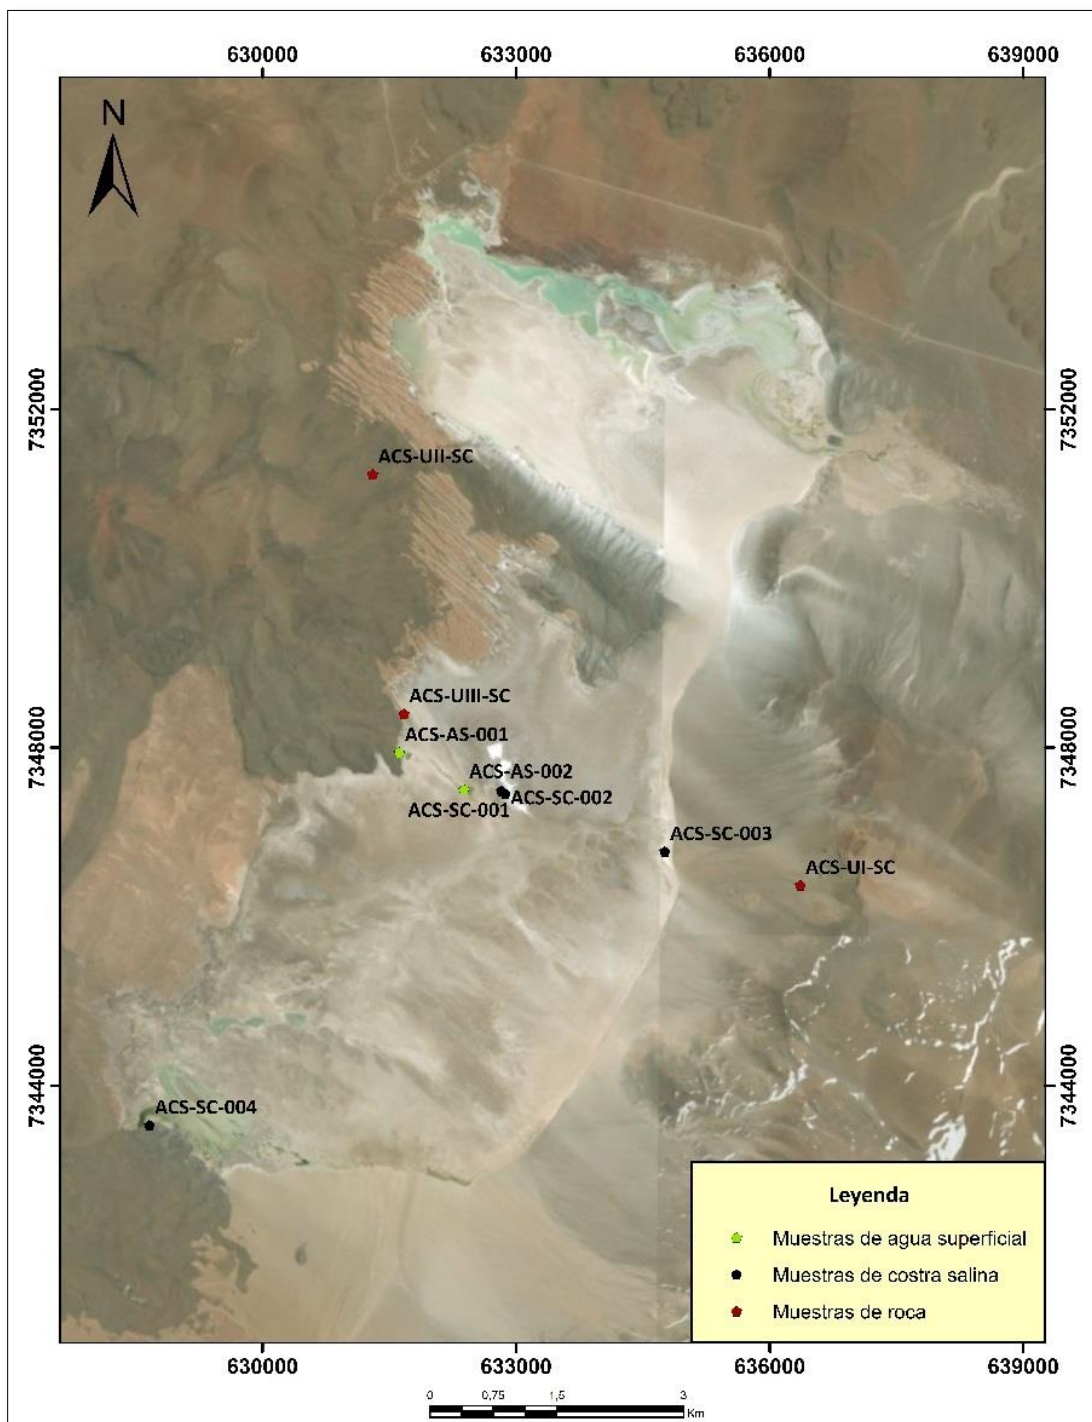 630000 633000 636000 639000
N
7352000 7352000
ACS-UII-SC
ACS-UIII-SC
ACS-AS-001
7348000 7348000
ACS-AS-002
ACS-SC-002
ACS-SC-001
ACS-SC-003
ACS-UI-SC
7344000 7344000
ACS-SC-004
Leyenda
Muestras de agua superficial
Muestras de costra salina
Muestras de roca
630000 633000 636000 639000
0 0,75 1,5 3
Km